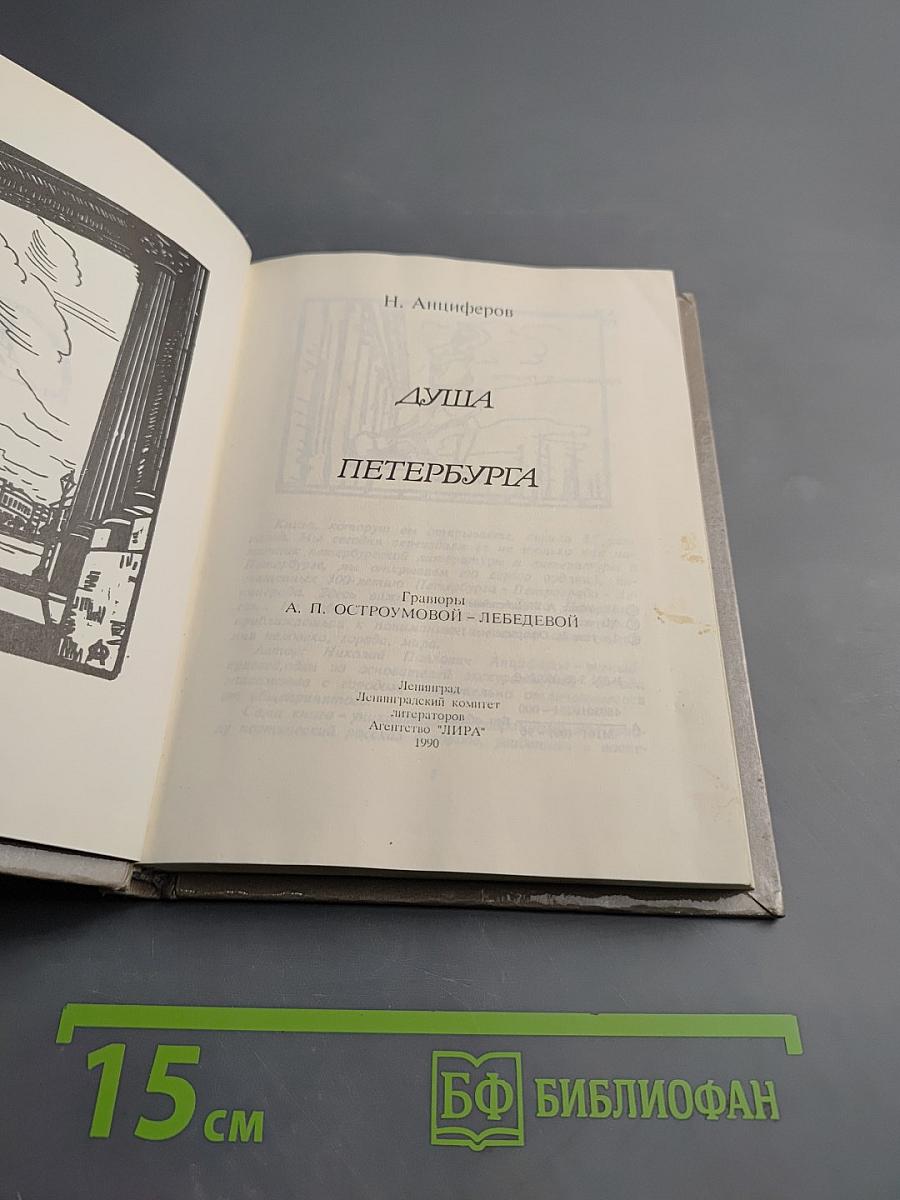 Н. Анциферов
ДУША
ПЕТЕРБУРГА
Гравюры
А. П. ОСТРОУМОВОЙ – ЛЕБЕДЕВОЙ
Ленинград
Ленинградский комитет
литераторов
Агентство "ЛИРА"
1990
15 см
БФ БИБЛИОФАН